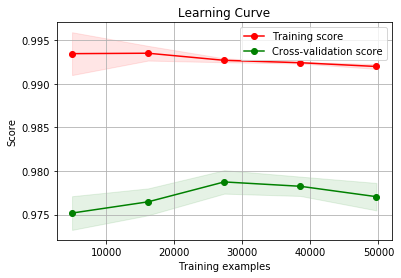 Learning Curve
Training score
Cross-validation score
0.995
0.990
0.985
0.980
0.975
Score
10000 20000 30000 40000 50000
Training examples